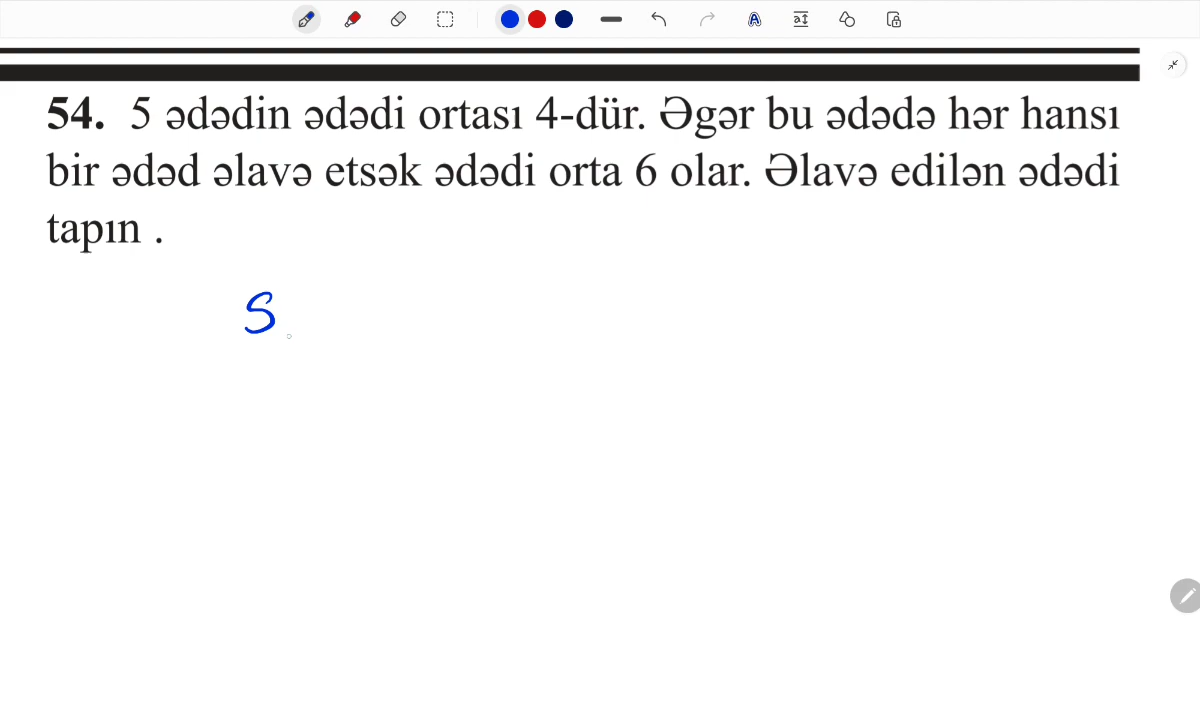 54. 5 ədədin ədədi ortası 4-dür. Əgər bu ədədə hər hansı
bir ədəd əlavə etsək ədədi orta 6 olar. Əlavə edilən ədədi
tapın .
S